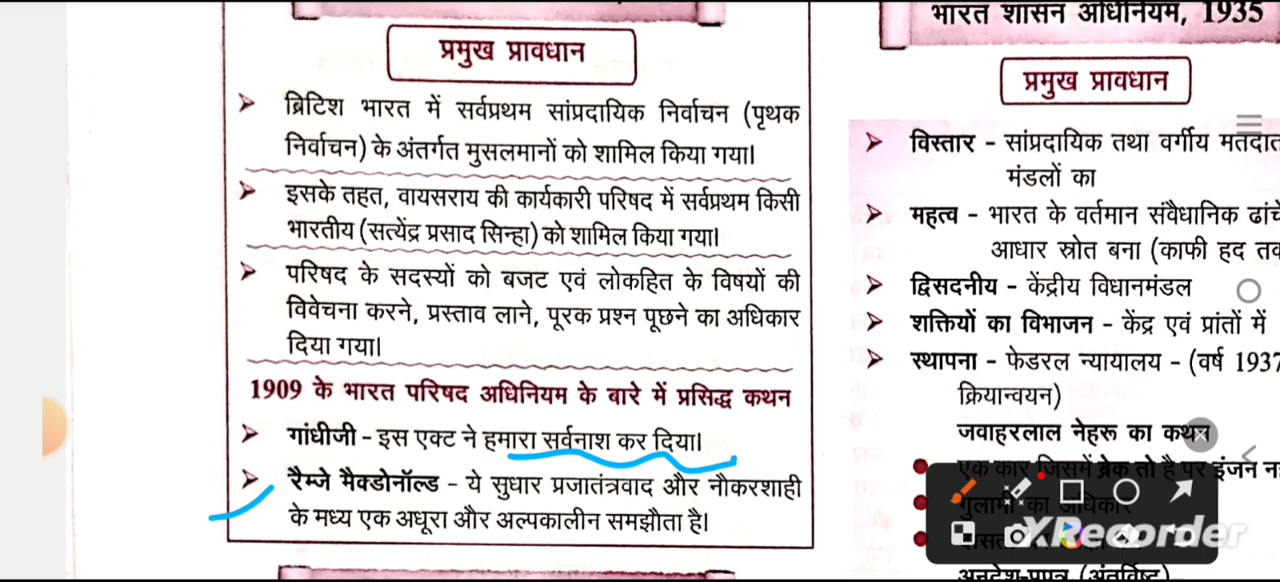 प्रमुख प्रावधान
ब्रिटिश भारत में सर्वप्रथम सांप्रदायिक निर्वाचन (पृथक
निर्वाचन) के अंतर्गत मुसलमानों को शामिल किया गया।
इसके तहत, वायसराय की कार्यकारी परिषद में सर्वप्रथम किसी
भारतीय (सत्येंद्र प्रसाद सिन्हा) को शामिल किया गया।
परिषद के सदस्यों को बजट एवं लोकहित के विषयों की
विवेचना करने, प्रस्ताव लाने, पूरक प्रश्न पूछने का अधिकार
दिया गया।
1909 के भारत परिषद अधिनियम के बारे में प्रसिद्ध कथन
गांधीजी - इस एक्ट ने हमारा सर्वनाश कर दिया।
रैम्जे मैक्डोनॉल्ड - ये सुधार प्रजातंत्रवाद और नौकरशाही
के मध्य एक अधूरा और अल्पकालीन समझौता है।
भारत शासन अधिनियम, 1935
प्रमुख प्रावधान
विस्तार - सांप्रदायिक तथा वर्गीय
मंडलों का
महत्व - भारत के वर्तमान संवैधानिक
आधार स्रोत बना (काफी हद
द्विसदनीय - केंद्रीय विधानमंडल
शक्तियों का विभाजन - केंद्र एवं प्रांतों में
स्थापना - फेडरल न्यायालय - (वर्ष 1937
क्रियान्वयन)
जवाहरलाल नेहरू का कथन
एक कार जिसमें ब्रेक तो है पर इंजन
गुलामी का अधिकार
XRecorder